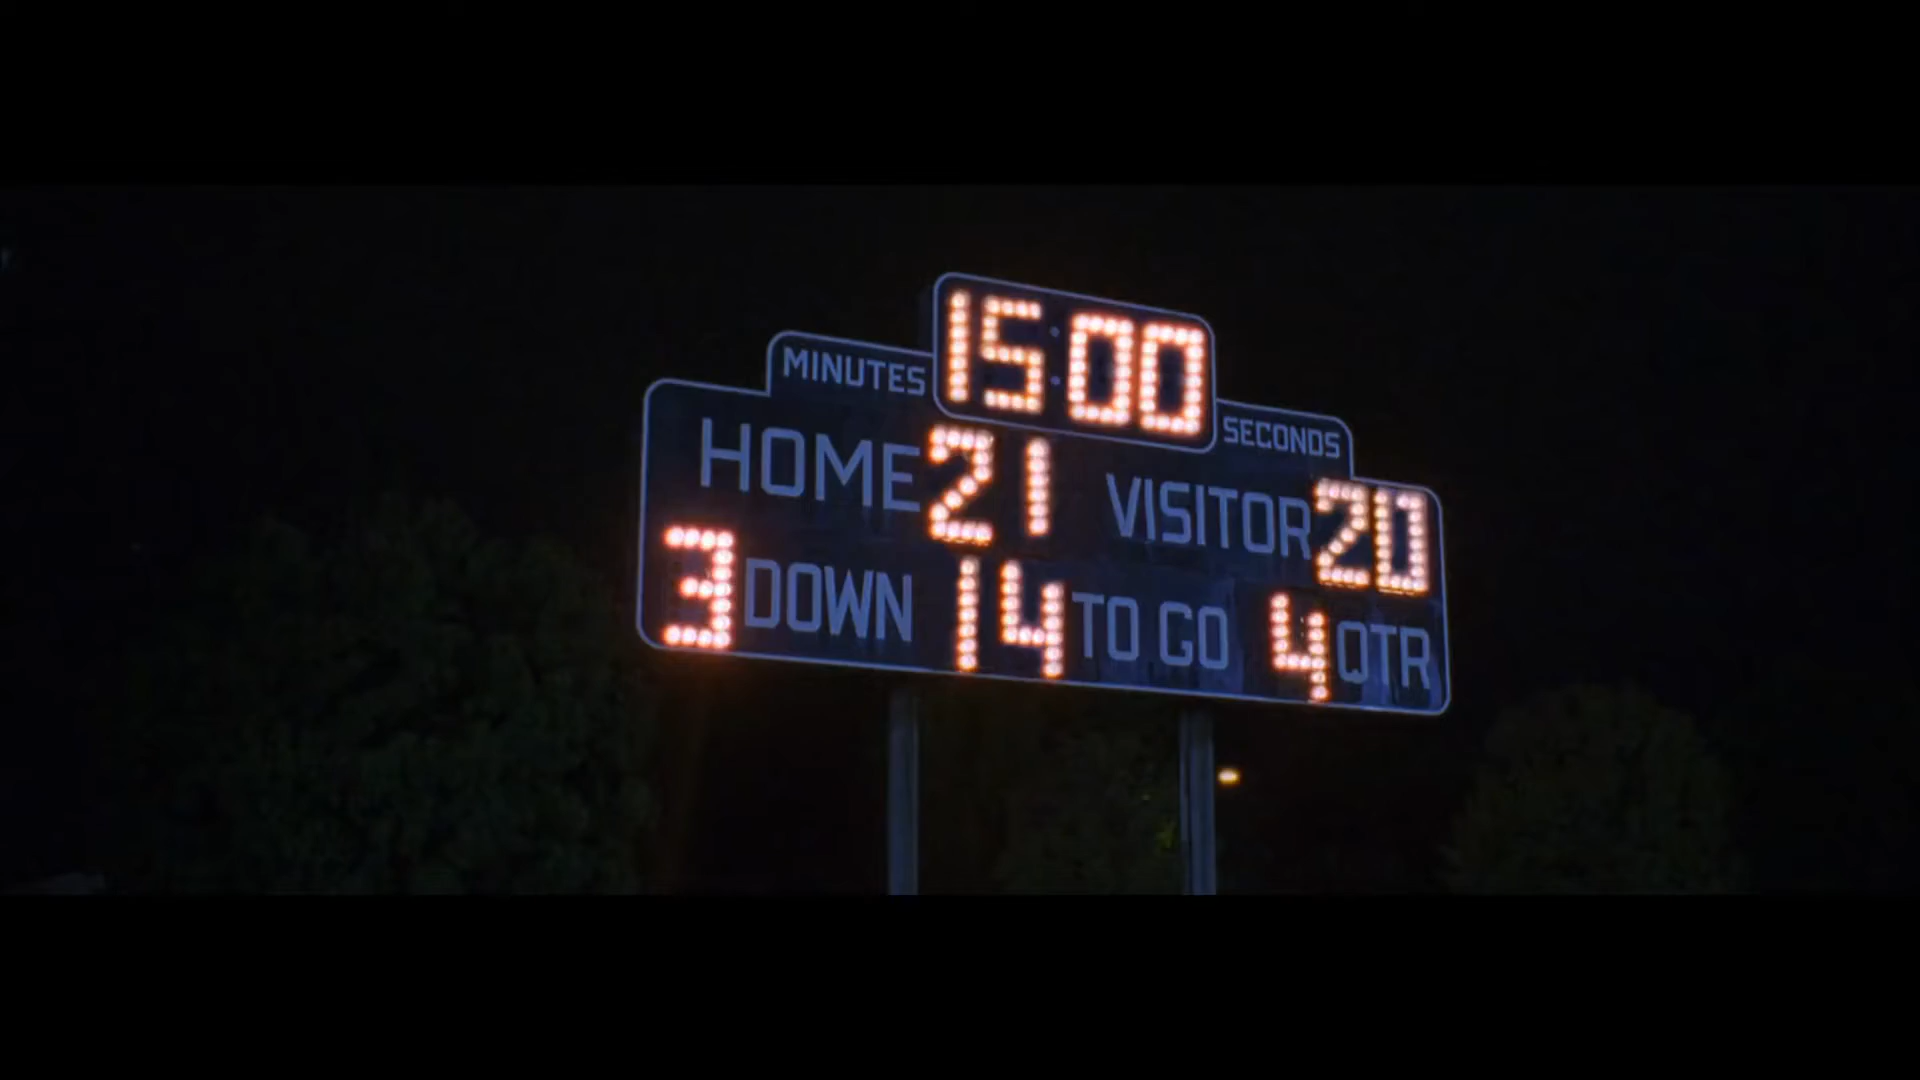 MINUTES 15:00 SECONDS
HOME 21 VISITOR 20
3 DOWN 14 TO GO 4 QTR